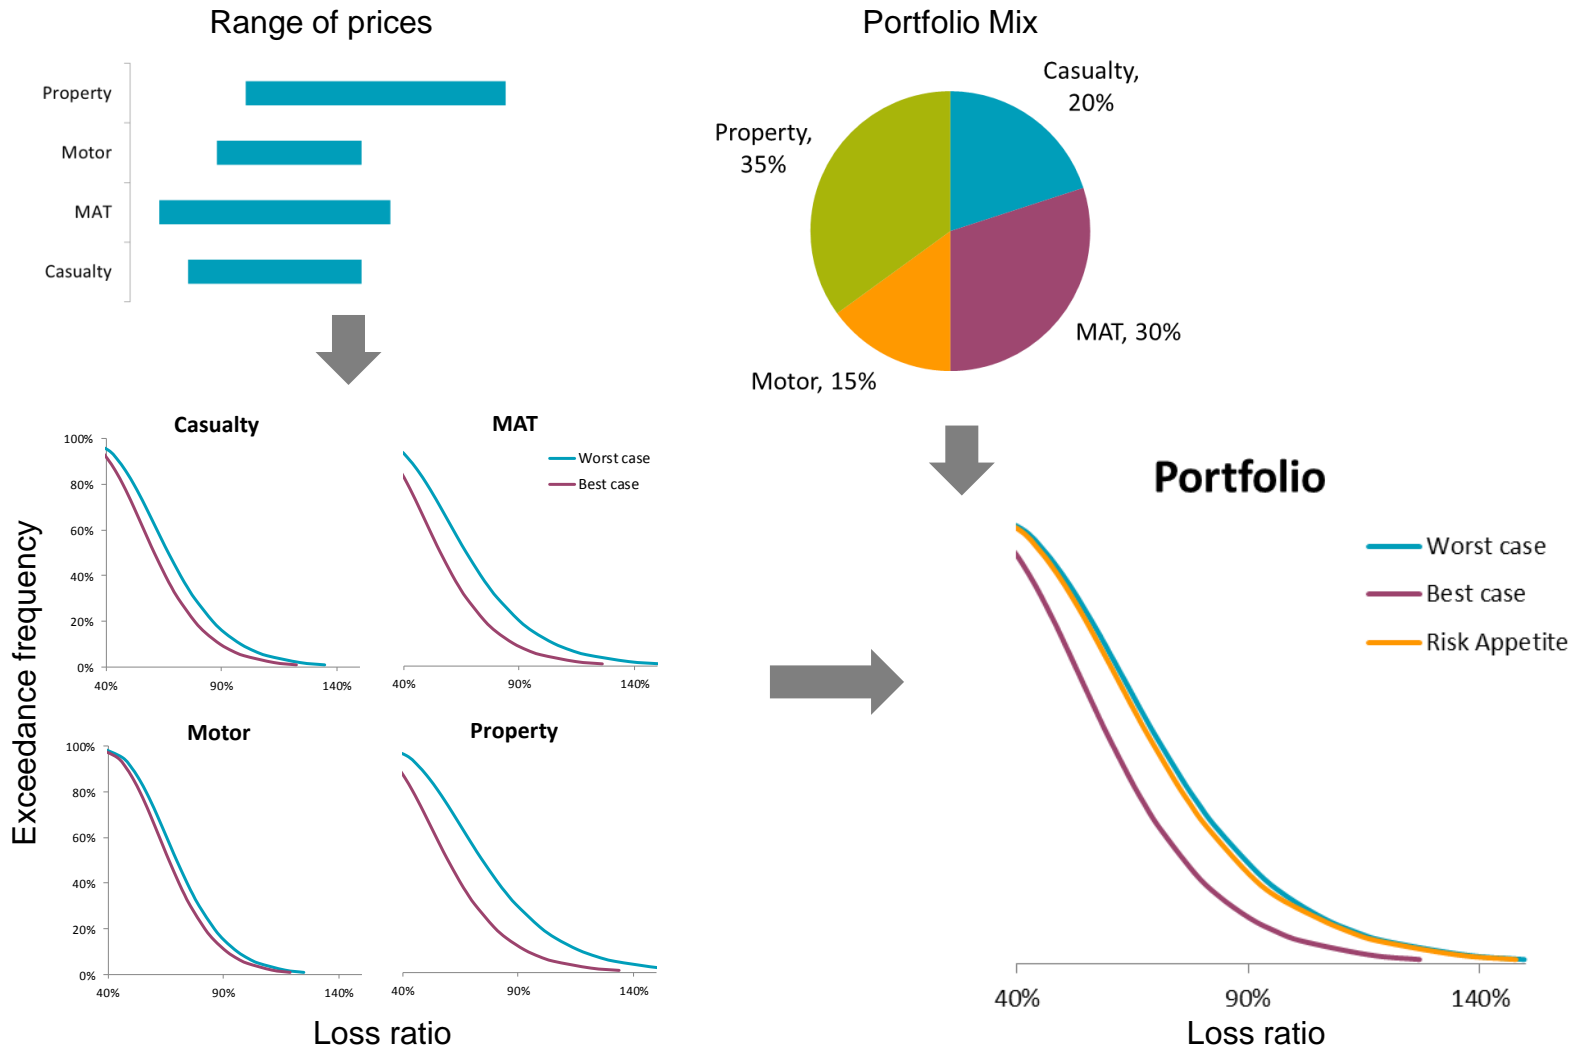 Range of prices
Property
Motor
MAT
Casualty
Portfolio Mix
Casualty,
20%
Property,
35%
MAT, 30%
Motor, 15%
Exceedance frequency
Casualty
100%
80%
60%
40%
20%
0%
40%
90%
140%
MAT
Worst case
Best case
40%
90%
140%
Motor
100%
80%
60%
40%
20%
0%
40%
90%
140%
Property
40%
90%
140%
Loss ratio
Portfolio
Worst case
Best case
Risk Appetite
40%
90%
140%
Loss ratio